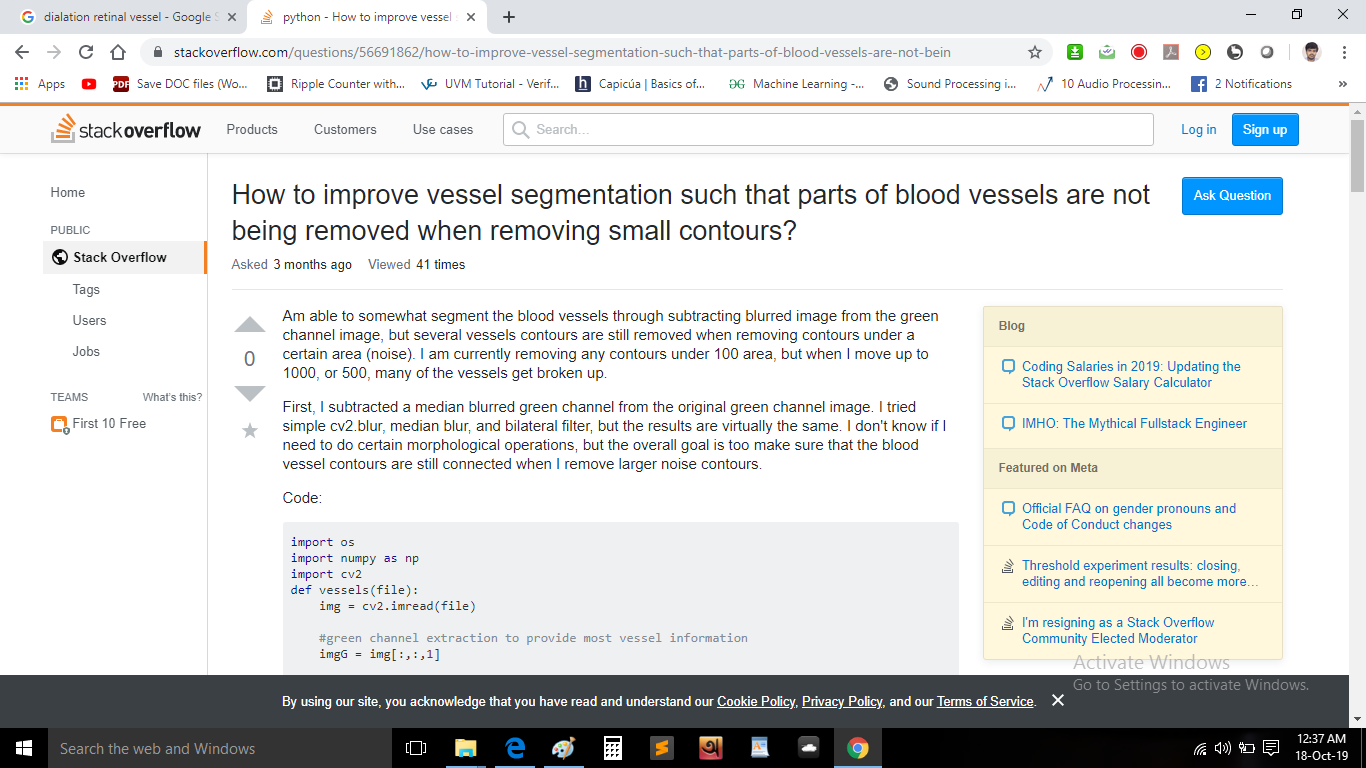 dialation retinal vessel - Google S
python - How to improve vessel s
stackoverflow.com/questions/56691862/how-to-improve-vessel-segmentation-such-that-parts-of-blood-vessels-are-not-bein
Apps
PDF Save DOC files (Wo...
Ripple Counter with...
UVM Tutorial - Verif...
h Capicúa | Basics of...
GG Machine Learning -...
Sound Processing i...
10 Audio Processin...
2 Notifications
»
stackoverflow
Products
Customers
Use cases
Search...
Log in
Sign up
Home
PUBLIC
Stack Overflow
Tags
Users
Jobs
TEAMS What's this?
First 10 Free
How to improve vessel segmentation such that parts of blood vessels are not
being removed when removing small contours?
Ask Question
Asked 3 months ago Viewed 41 times
0
Am able to somewhat segment the blood vessels through subtracting blurred image from the green
channel image, but several vessels contours are still removed when removing contours under a
certain area (noise). I am currently removing any contours under 100 area, but when I move up to
1000, or 500, many of the vessels get broken up.
First, I subtracted a median blurred green channel from the original green channel image. I tried
simple cv2.blur, median blur, and bilateral filter, but the results are virtually the same. I don't know if I
need to do certain morphological operations, but the overall goal is too make sure that the blood
vessel contours are still connected when I remove larger noise contours.
Code:
import os
import numpy as np
import cv2
def vessels(file):
    img = cv2.imread(file)
    #green channel extraction to provide most vessel information
    imgG = img[:,:,1]
Blog
Coding Salaries in 2019: Updating the
Stack Overflow Salary Calculator
IMHO: The Mythical Fullstack Engineer
Featured on Meta
Official FAQ on gender pronouns and
Code of Conduct changes
Threshold experiment results: closing,
editing and reopening all become more…
I'm resigning as a Stack Overflow
Community Elected Moderator
Activate Windows
Go to Settings to activate Windows.
By using our site, you acknowledge that you have read and understand our Cookie Policy, Privacy Policy, and our Terms of Service.
Search the web and Windows
12:37 AM
18-Oct-19